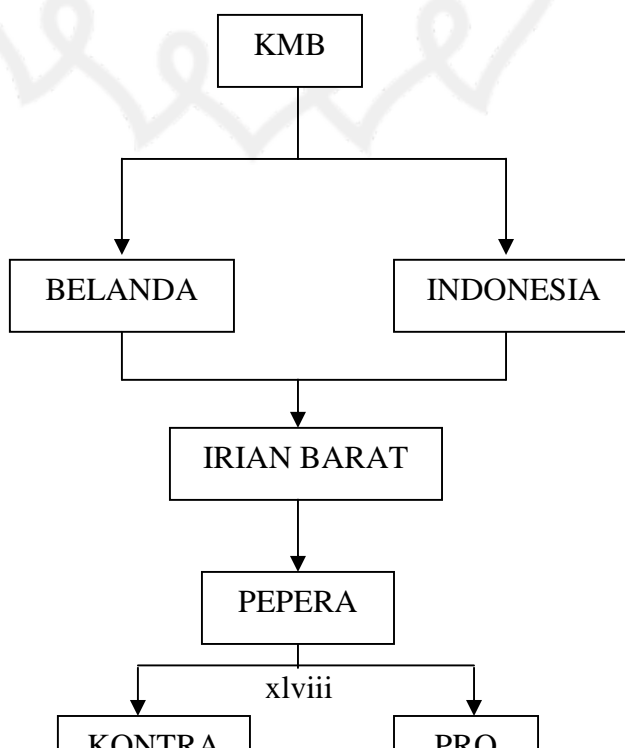 KMB
BELANDA INDONESIA
IRIAN BARAT
PEPERA
xlviii
KONTRA PRO